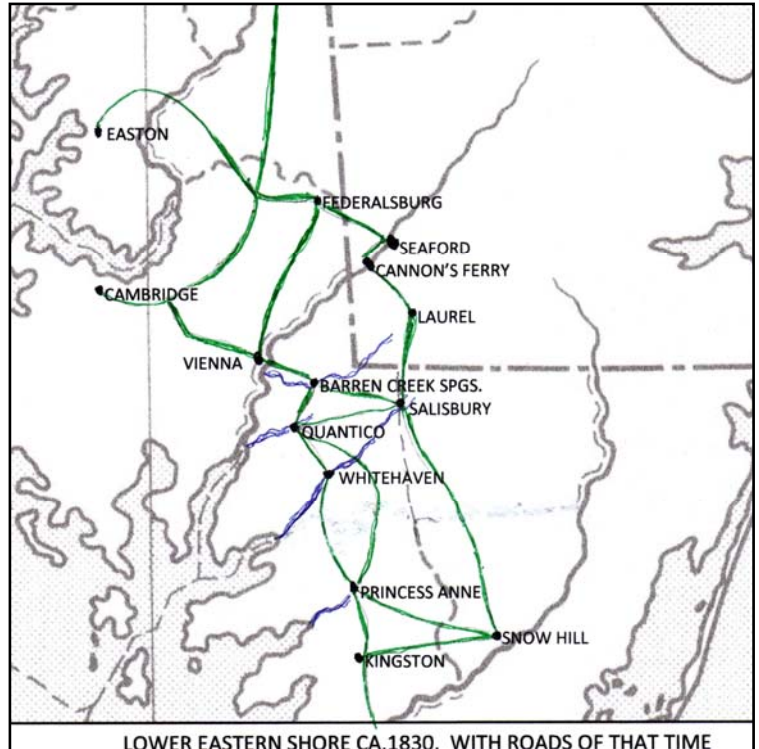 EASTON
FEDERALSBURG
SEAFORD
CANNON'S FERRY
CAMBRIDGE
LAUREL
VIENNA
BARREN CREEK SPGS.
SALISBURY
QUANTICO
WHITEHAVEN
PRINCESS ANNE
SNOW HILL
KINGSTON
LOWER EASTERN SHORE CA.1830, WITH ROADS OF THAT TIME